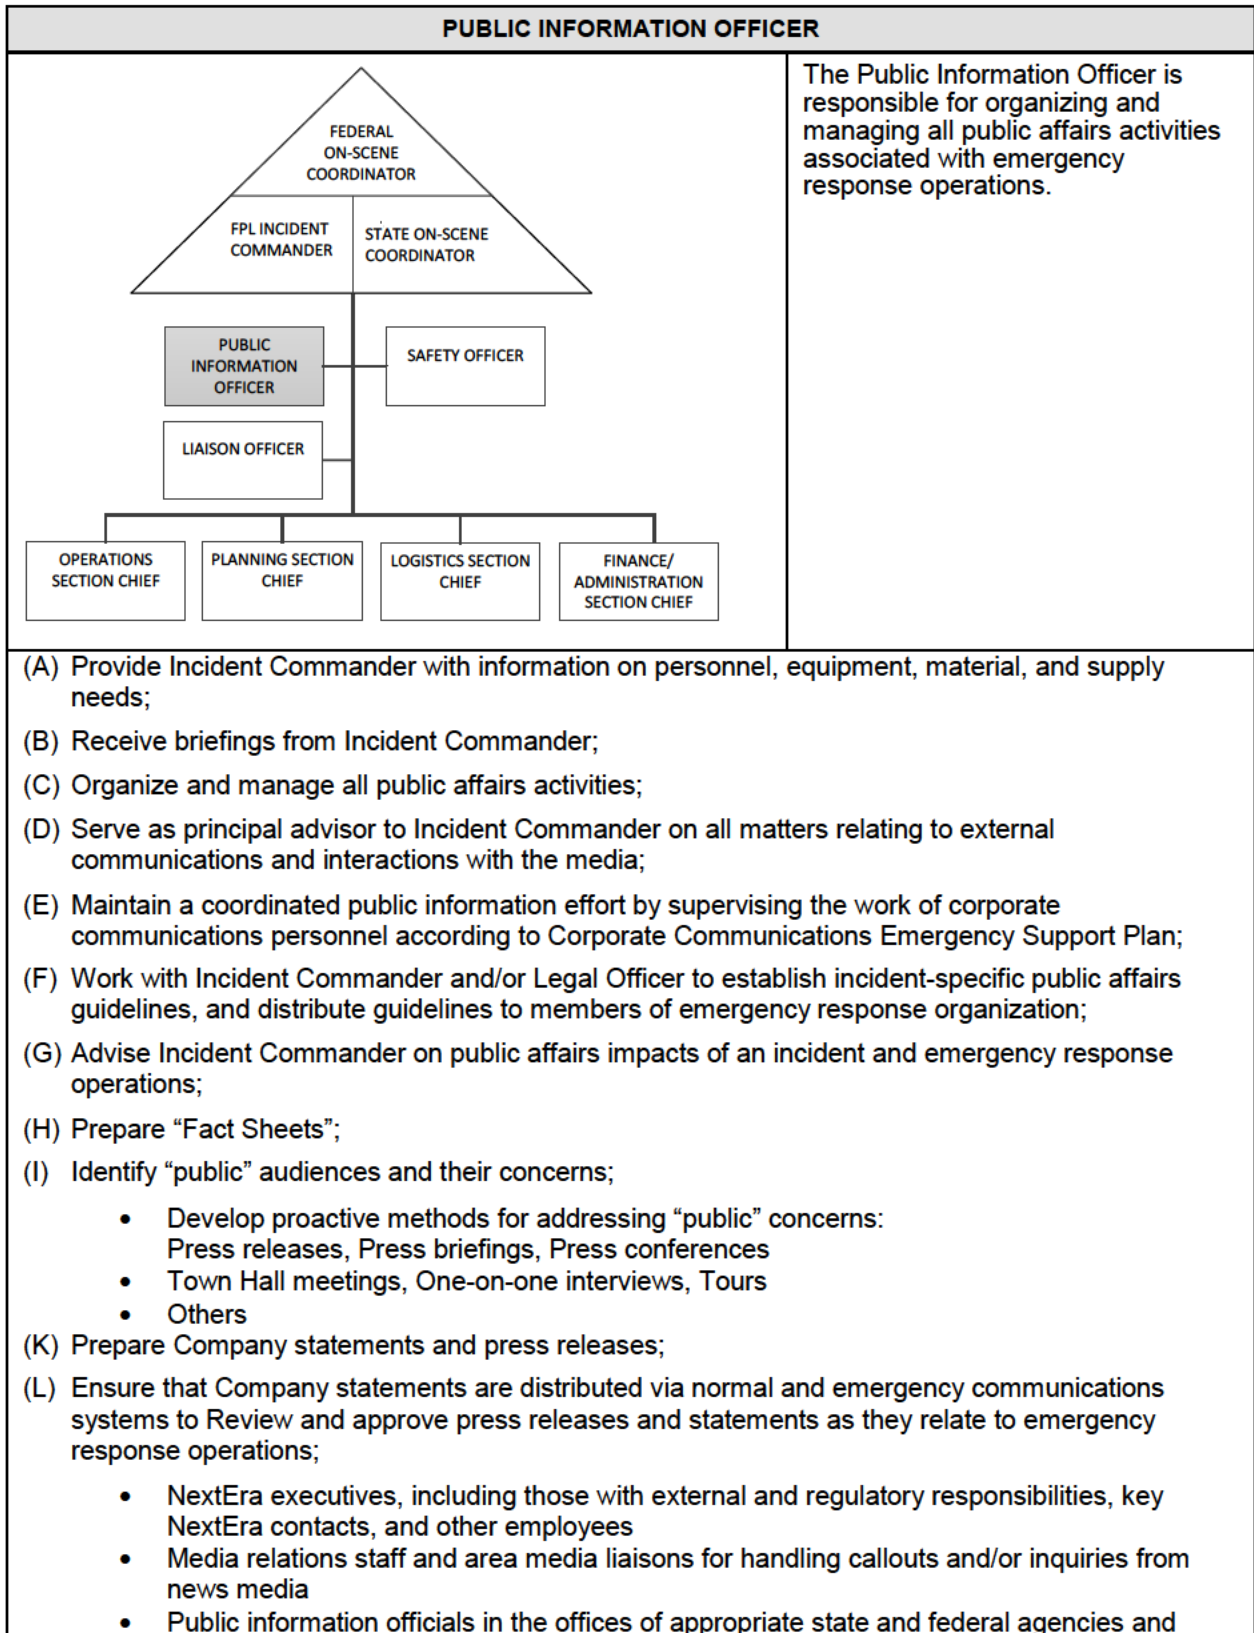 PUBLIC INFORMATION OFFICER
FEDERAL
ON-SCENE
COORDINATOR
FPL INCIDENT
COMMANDER
STATE ON-SCENE
COORDINATOR
PUBLIC
INFORMATION
OFFICER
SAFETY OFFICER
LIAISON OFFICER
OPERATIONS
SECTION CHIEF
PLANNING SECTION
CHIEF
LOGISTICS SECTION
CHIEF
FINANCE/
ADMINISTRATION
SECTION CHIEF
The Public Information Officer is
responsible for organizing and
managing all public affairs activities
associated with emergency
response operations.
(A) Provide Incident Commander with information on personnel, equipment, material, and supply
needs;
(B) Receive briefings from Incident Commander;
(C) Organize and manage all public affairs activities;
(D) Serve as principal advisor to Incident Commander on all matters relating to external
communications and interactions with the media;
(E) Maintain a coordinated public information effort by supervising the work of corporate
communications personnel according to Corporate Communications Emergency Support Plan;
(F) Work with Incident Commander and/or Legal Officer to establish incident-specific public affairs
guidelines, and distribute guidelines to members of emergency response organization;
(G) Advise Incident Commander on public affairs impacts of an incident and emergency response
operations;
(H) Prepare “Fact Sheets”;
(I) Identify “public” audiences and their concerns;
• Develop proactive methods for addressing “public” concerns:
Press releases, Press briefings, Press conferences
• Town Hall meetings, One-on-one interviews, Tours
• Others
(K) Prepare Company statements and press releases;
(L) Ensure that Company statements are distributed via normal and emergency communications
systems to Review and approve press releases and statements as they relate to emergency
response operations;
• NextEra executives, including those with external and regulatory responsibilities, key
NextEra contacts, and other employees
• Media relations staff and area media liaisons for handling callouts and/or inquiries from
news media
• Public information officials in the offices of appropriate state and federal agencies and